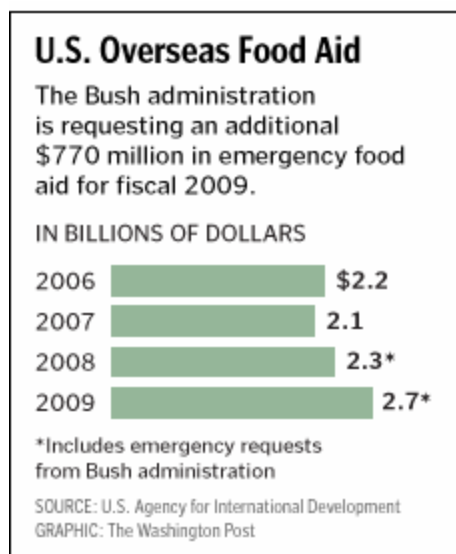 U.S. Overseas Food Aid
The Bush administration
is requesting an additional
$770 million in emergency food
aid for fiscal 2009.
IN BILLIONS OF DOLLARS
2006 $2.2
2007 2.1
2008 2.3*
2009 2.7*
*Includes emergency requests
from Bush administration
SOURCE: U.S. Agency for International Development
GRAPHIC: The Washington Post